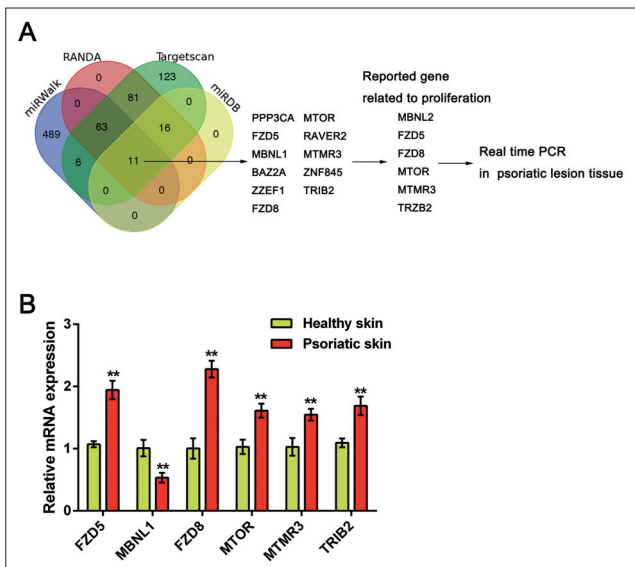 A
RANDA
Targetscan
miRWalk
miRDB
0
123
0
81
0
489
63
16
0
6
11
0
0
0
0
PPP3CA MTOR
FZD5 RAVER2
MBNL1 MTMR3
BAZ2A ZNF845
ZZEF1 TRIB2
FZD8
Reported gene
related to proliferation
MBNL2
FZD5
FZD8
MTOR
MTMR3
TRZB2
Real time PCR
in psoriatic lesion tissue
B
Relative mRNA expression
3
2
1
0
Healthy skin
Psoriatic skin
**
**
**
**
**
**
FZD5
MBNL1
FZD8
MTOR
MTMR3
TRIB2